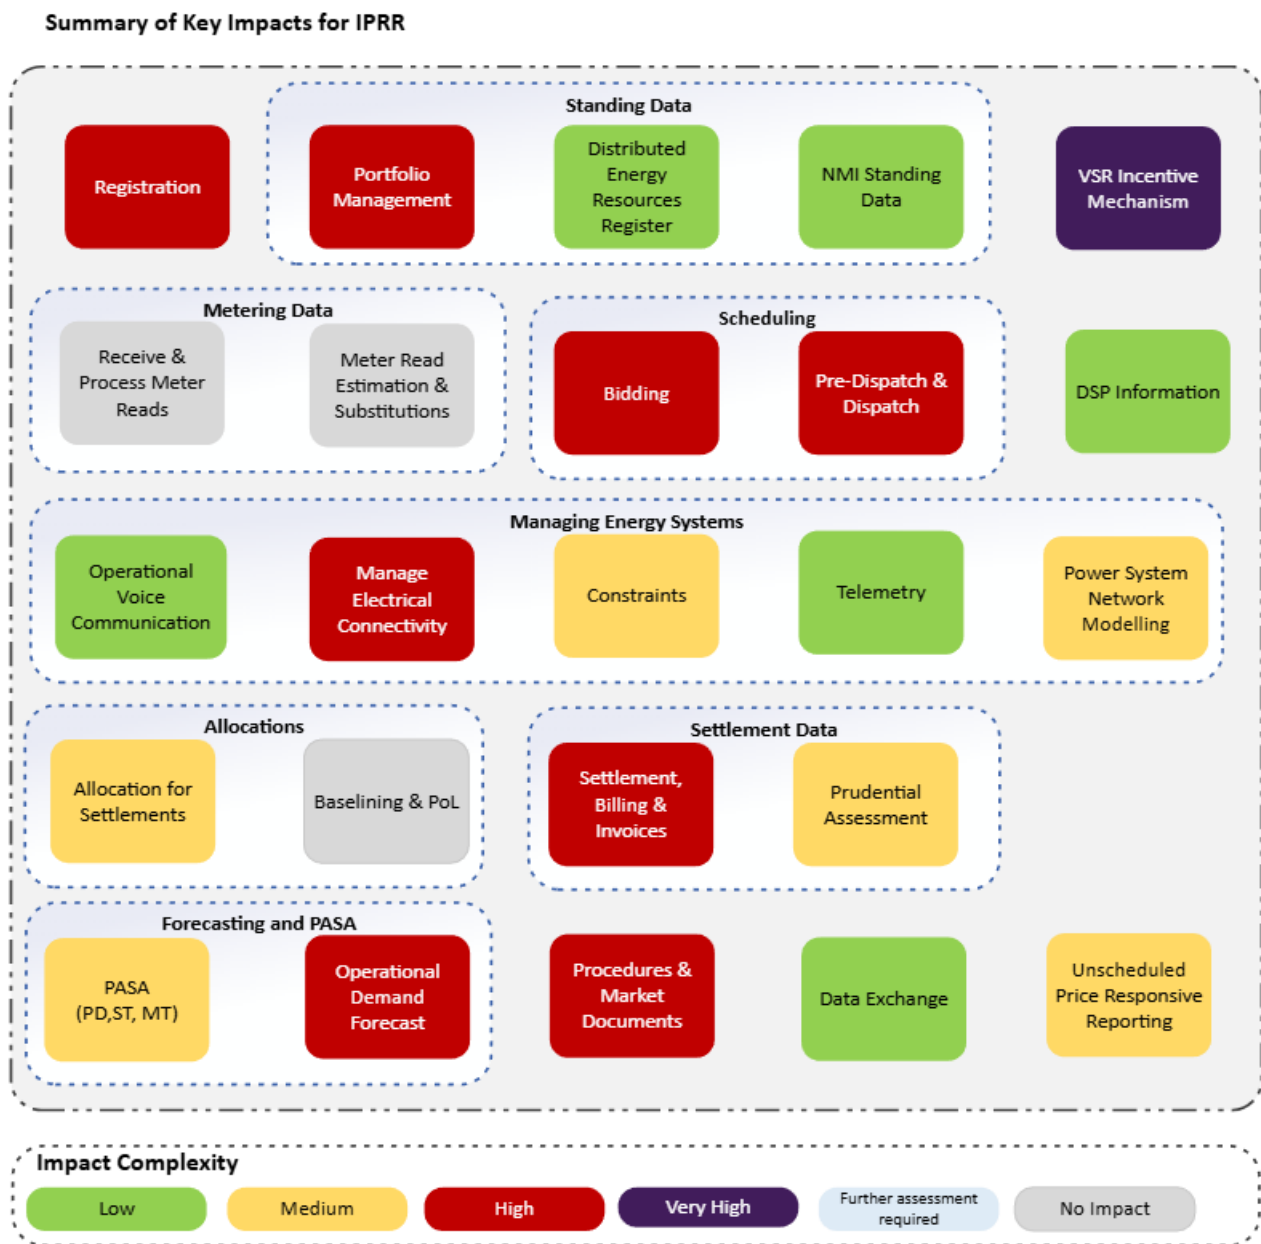 Summary of Key Impacts for IPRR
Standing Data
Registration
Portfolio
Management
Distributed
Energy
Resources
Register
NMI Standing
Data
VSR Incentive
Mechanism
Metering Data
Receive &
Process Meter
Reads
Meter Read
Estimation &
Substitutions
Scheduling
Bidding
Pre-Dispatch &
Dispatch
DSP Information
Managing Energy Systems
Operational
Voice
Communication
Manage
Electrical
Connectivity
Constraints
Telemetry
Power System
Network
Modelling
Allocations
Allocation for
Settlements
Baselining & PoL
Settlement Data
Settlement,
Billing &
Invoices
Prudential
Assessment
Forecasting and PASA
PASA
(PD,ST, MT)
Operational
Demand
Forecast
Procedures &
Market
Documents
Data Exchange
Unscheduled
Price Responsive
Reporting
Impact Complexity
Low
Medium
High
Very High
Further assessment
required
No Impact